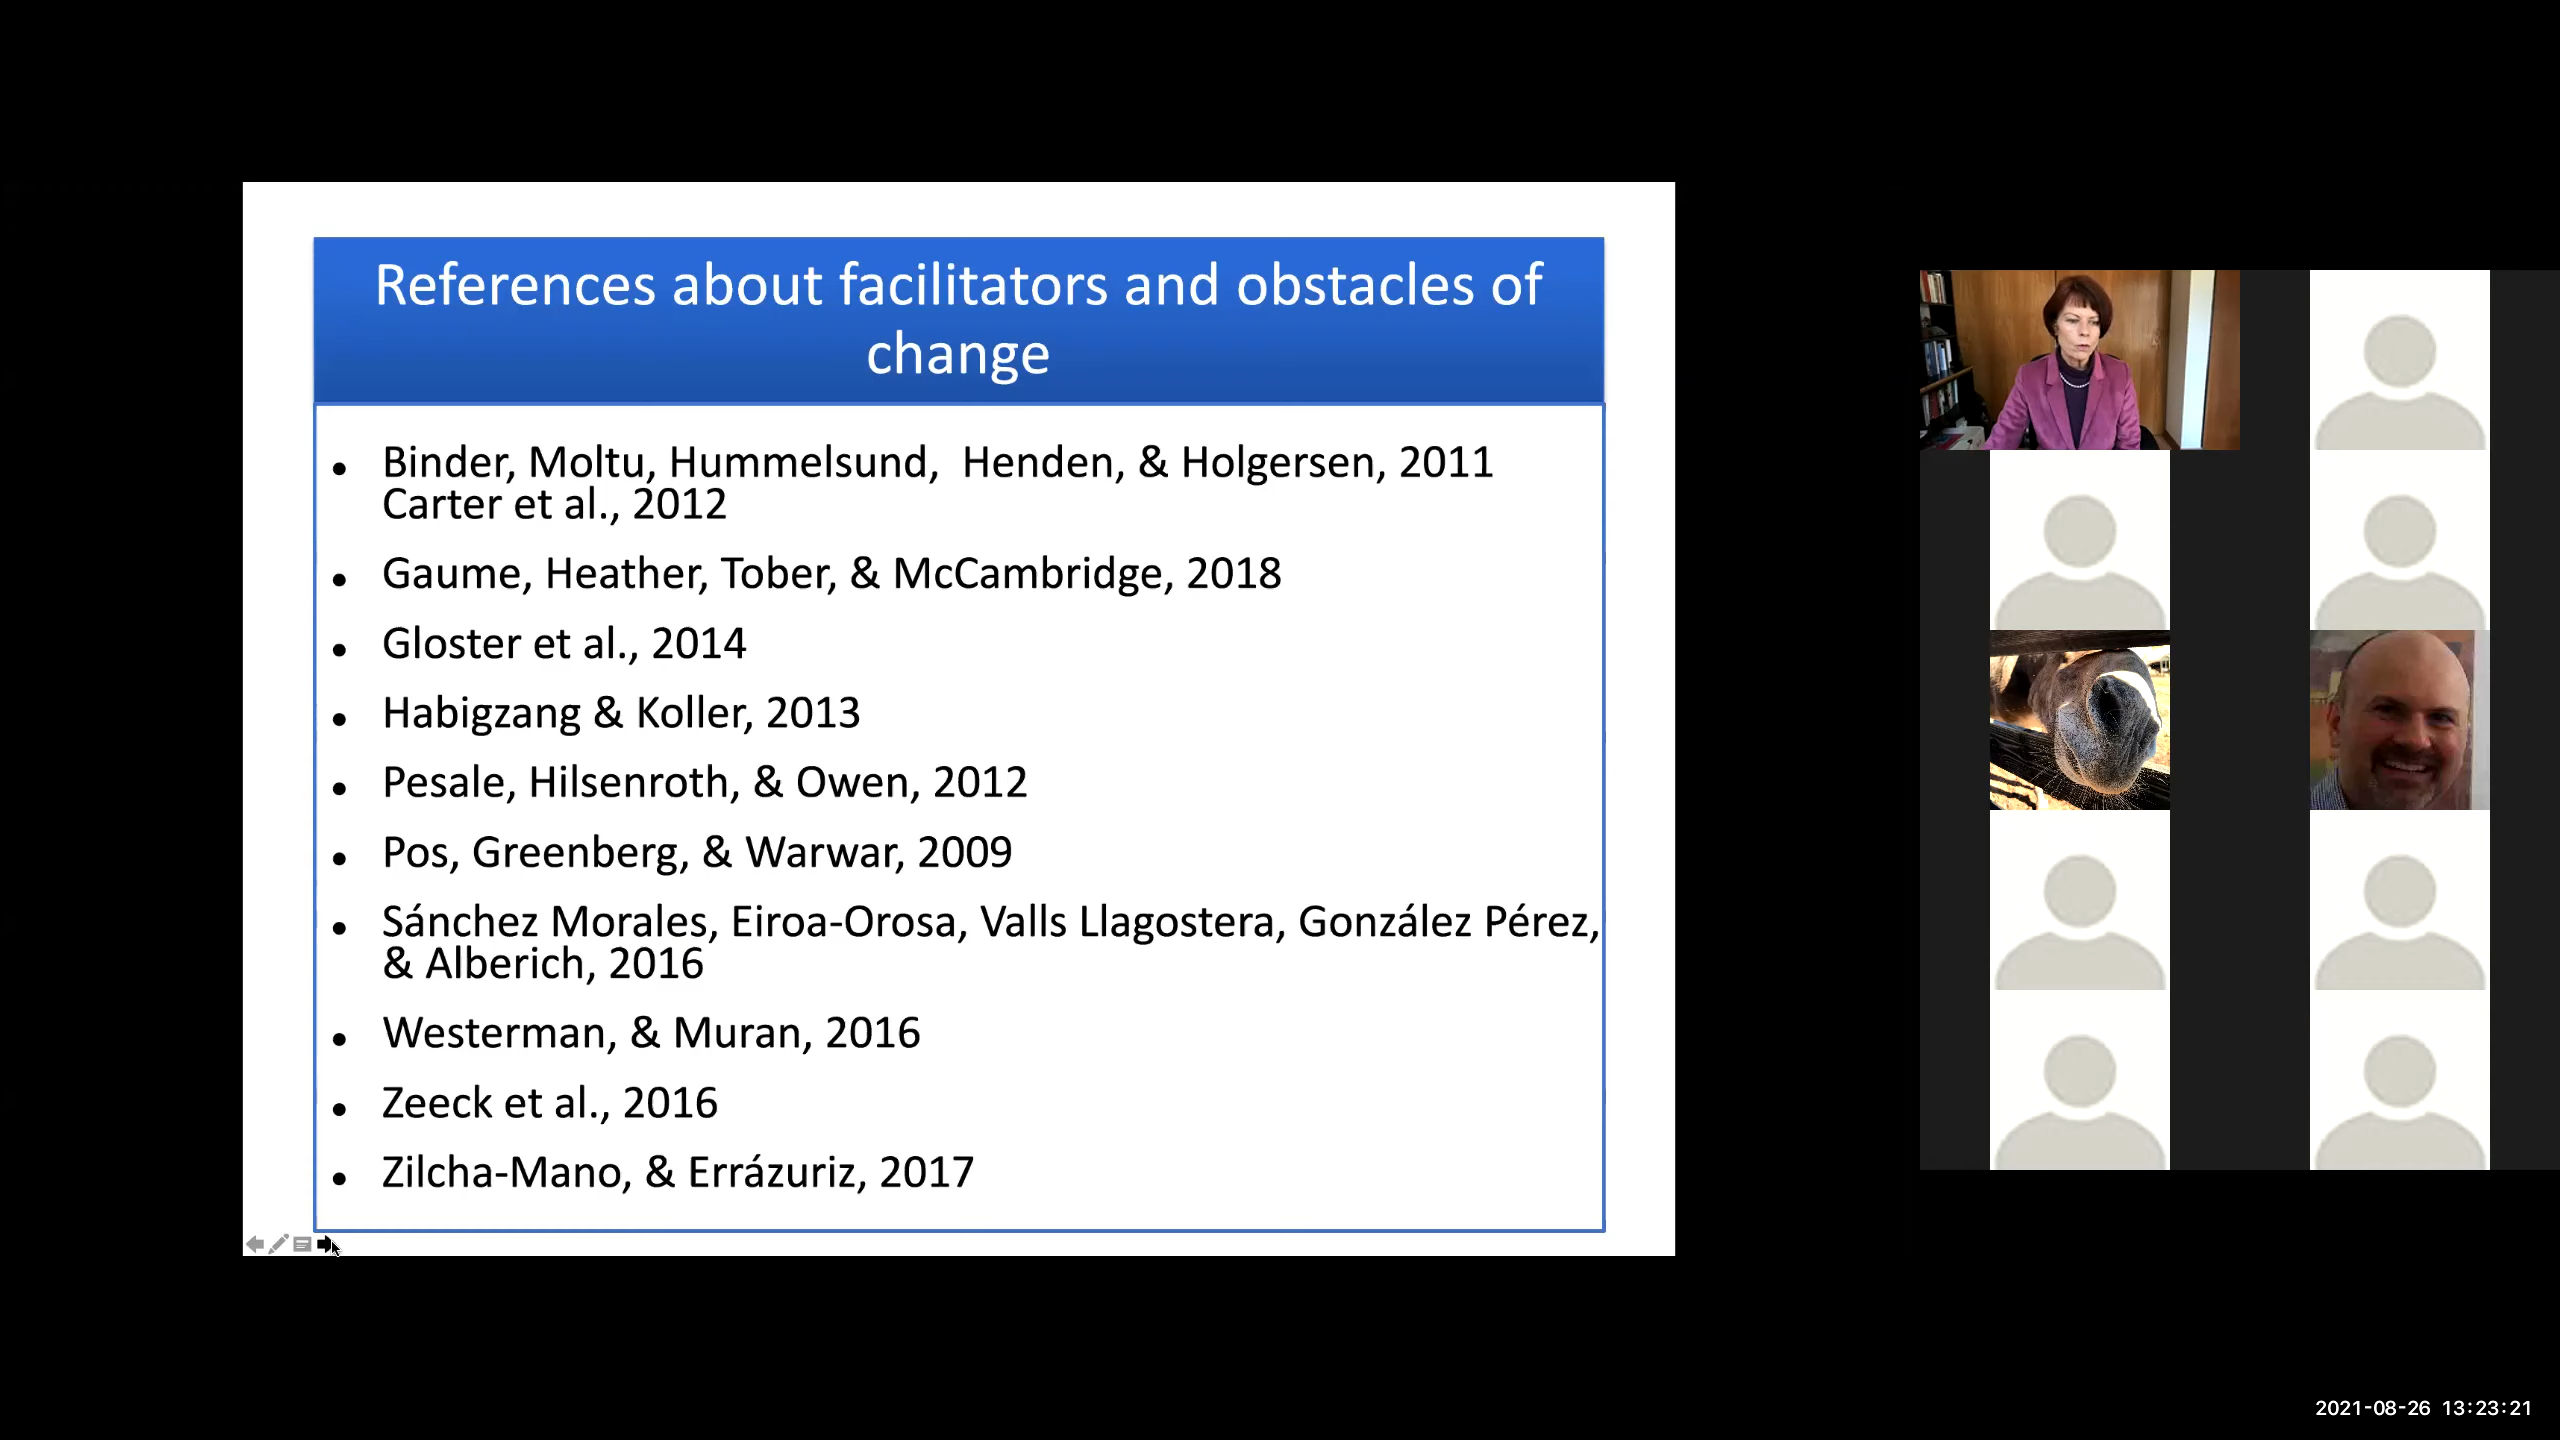 References about facilitators and obstacles of
change
• Binder, Moltu, Hummelsund,  Henden, & Holgersen, 2011
Carter et al., 2012
• Gaume, Heather, Tober, & McCambridge, 2018
• Gloster et al., 2014
• Habigzang & Koller, 2013
• Pesale, Hilsenroth, & Owen, 2012
• Pos, Greenberg, & Warwar, 2009
• Sánchez Morales, Eiroa-Orosa, Valls Llagostera, González Pérez,
& Alberich, 2016
• Westerman, & Muran, 2016
• Zeeck et al., 2016
• Zilcha-Mano, & Errázuriz, 2017
2021-08-26 13:23:21